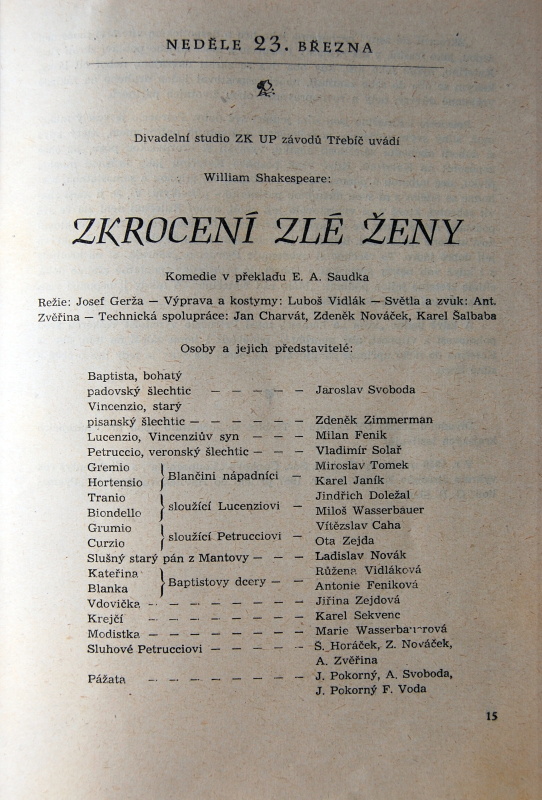 NEDĚLE 23. BŘEZNA
Divadelní studio ZK UP závodů Třebíč uvádí
William Shakespeare:
ZKROCENÍ ZLÉ ŽENY
Komedie v překladu E. A. Saudka
Režie: Josef Gerža — Výprava a kostymy: Luboš Vidlák — Světla a zvuk: Ant.
Zvěřina — Technická spolupráce: Jan Charvát, Zdeněk Nováček, Karel Šalbaba
Osoby a jejich představitelé:
Baptista, bohatý
padovský šlechtic — — — — — Jaroslav Svoboda
Vincenzio, starý
pisanský šlechtic — — — — — Zdeněk Zimmerman
Lucenzio, Vincenziův syn — — — Milan Fenik
Petruccio, veronský šlechtic — — — Vladimír Solař
Gremio
Hortensio } Blančini nápadníci — Miroslav Tomek
Karel Janík
Tranio
Biondello } sloužící Lucenziovi — Jindřich Doležal
Miloš Wasserbauer
Grumio
Curzio } sloužící Petrucciovi — Vítězslav Caha
Ota Zejda
Slušný starý pán z Mantovy — — — Ladislav Novák
Kateřina
Blanka } Baptistovy dcery — — Růžena Vidláková
Antonie Feniková
Vdovička — — — — — — — Jiřina Zejdová
Krejčí — — — — — — — Karel Sekvenc
Modistka — — — — — — — Marie Wasserbaurrová
Sluhové Petrucciovi — — — — — Š. Horáček, Z. Nováček,
A. Zvěřina
Pážata — — — — — — — J. Pokorný, A. Svoboda,
J. Pokorný F. Voda
15